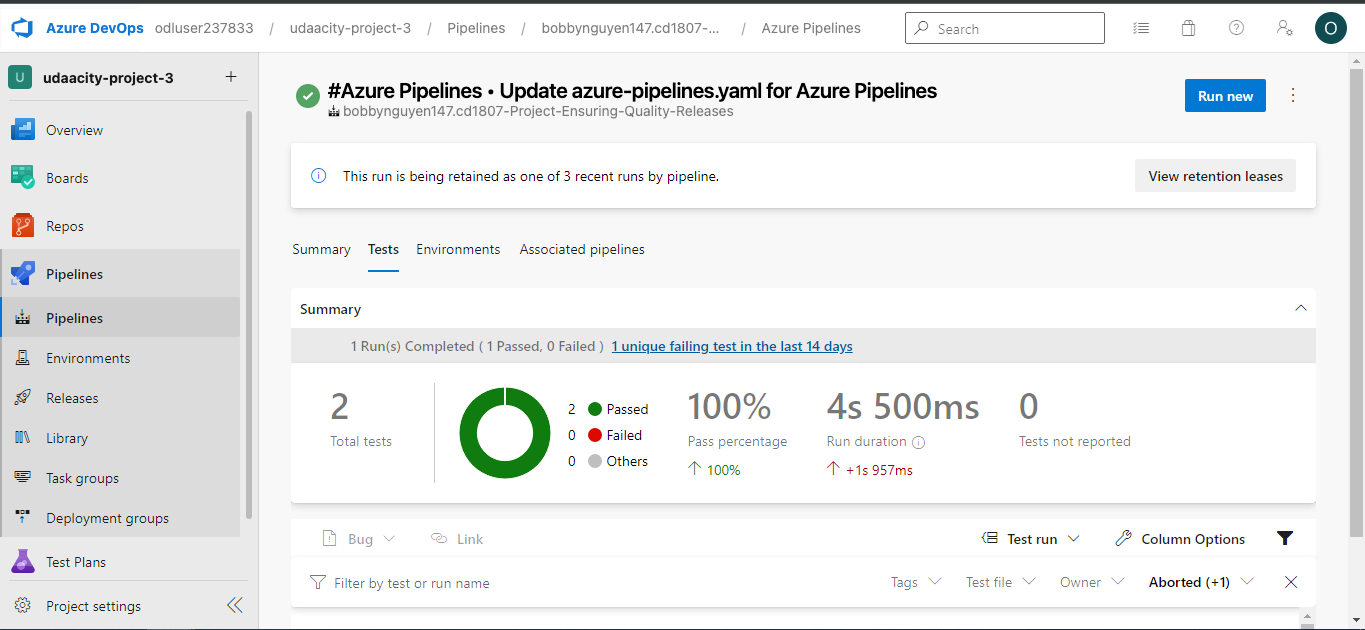 Azure DevOps odluser237833 / udaacity-project-3 / Pipelines / bobbynguyen147.cd1807-... / Azure Pipelines Search O
U udaacity-project-3 +
Overview
Boards
Repos
Pipelines
Pipelines
Environments
Releases
Library
Task groups
Deployment groups
Test Plans
Project settings
#Azure Pipelines • Update azure-pipelines.yaml for Azure Pipelines
bobbynguyen147.cd1807-Project-Ensuring-Quality-Releases
Run new
This run is being retained as one of 3 recent runs by pipeline.
View retention leases
Summary Tests Environments Associated pipelines
Summary
1 Run(s) Completed ( 1 Passed, 0 Failed ) 1 unique failing test in the last 14 days
2
Total tests
2 Passed
0 Failed
0 Others
100%
Pass percentage
↑ 100%
4s 500ms
Run duration
↑ +1s 957ms
0
Tests not reported
Bug Link Test run Column Options
Filter by test or run name Tags Test file Owner Aborted (+1)